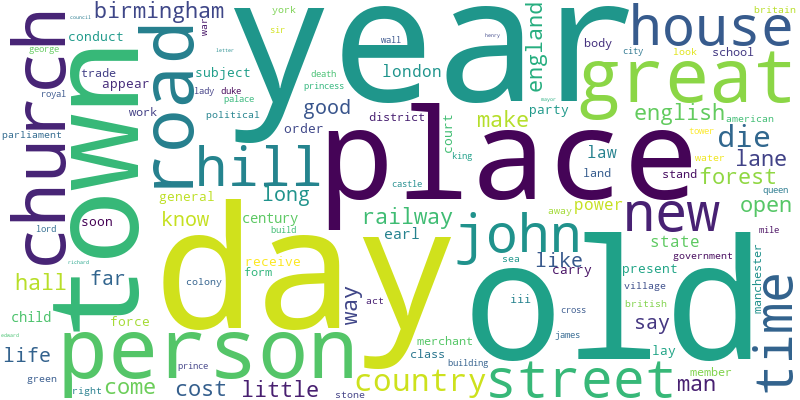 council
birmingham
war
york
britain
george
conduct
sir
church
town
road
year
england
house
wall
henry
body
city
look
school
trade
appear
subject
london
great
royal
lady
duke
death
princess
palace
letter
work
political
good
party
english
american
mayor
parliament
order
district
court
make
die
tower
hill
place
law
water
lane
king
land
stand
forest
long
castle
queen
general
know
century
railway
power
new
open
lord
soon
build
earl
john
away
state
mile
richard
hall
far
receive
form
day
sea
like
carry
present
government
manchester
colony
way
old
iii
village
child
force
act
cross
british
time
edward
merchant
james
say
life
person
class
building
lay
green
prince
country
street
member
right
come
cost
little
stone
man